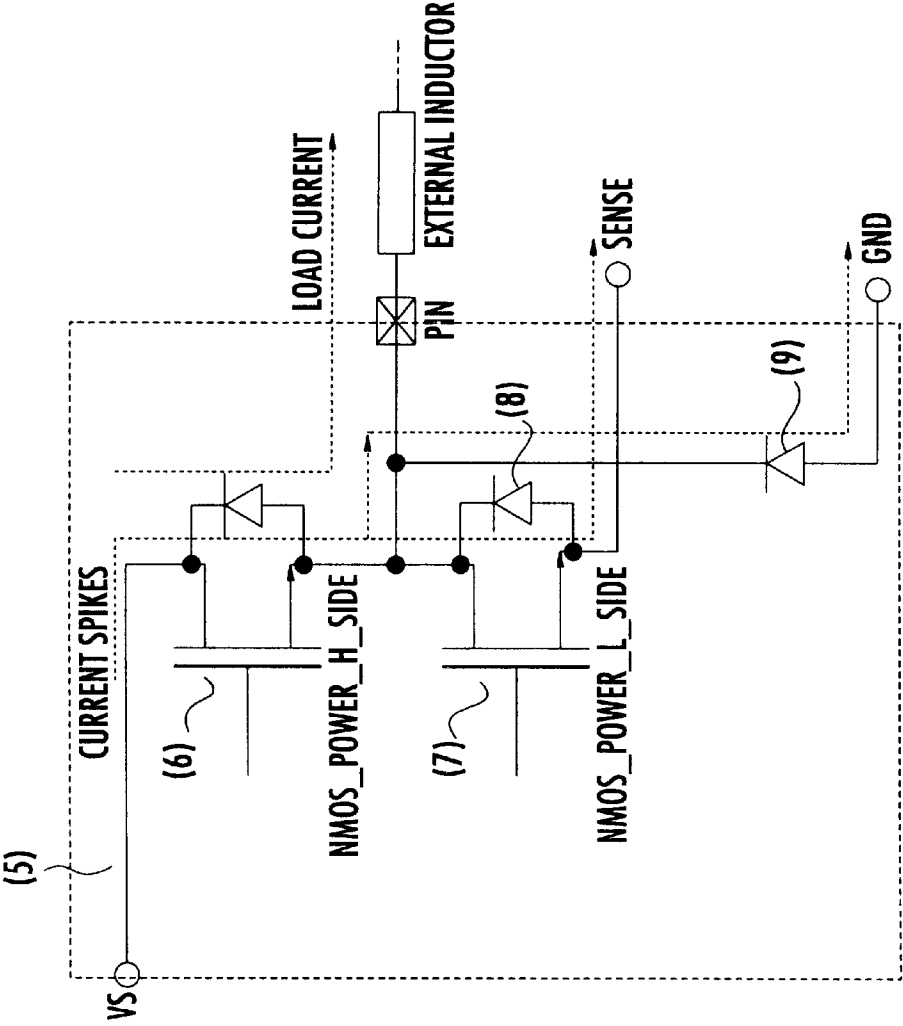 VS
(5)
CURRENT SPIKES
(6)
NMOS_POWER_H_SIDE
LOAD CURRENT
PIN
EXTERNAL INDUCTOR
(7)
(8)
NMOS_POWER_L_SIDE
SENSE
(9)
GND